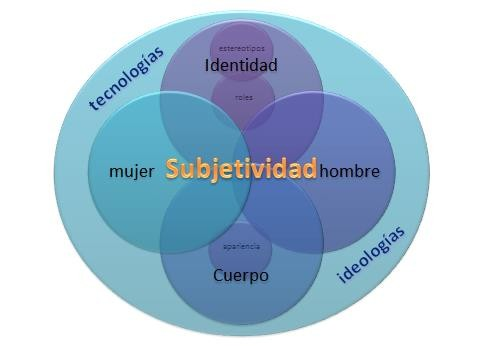 tecnologías
estereotipos
Identidad
roles
mujer
Subjetividad
hombre
apariencia
Cuerpo
ideologías